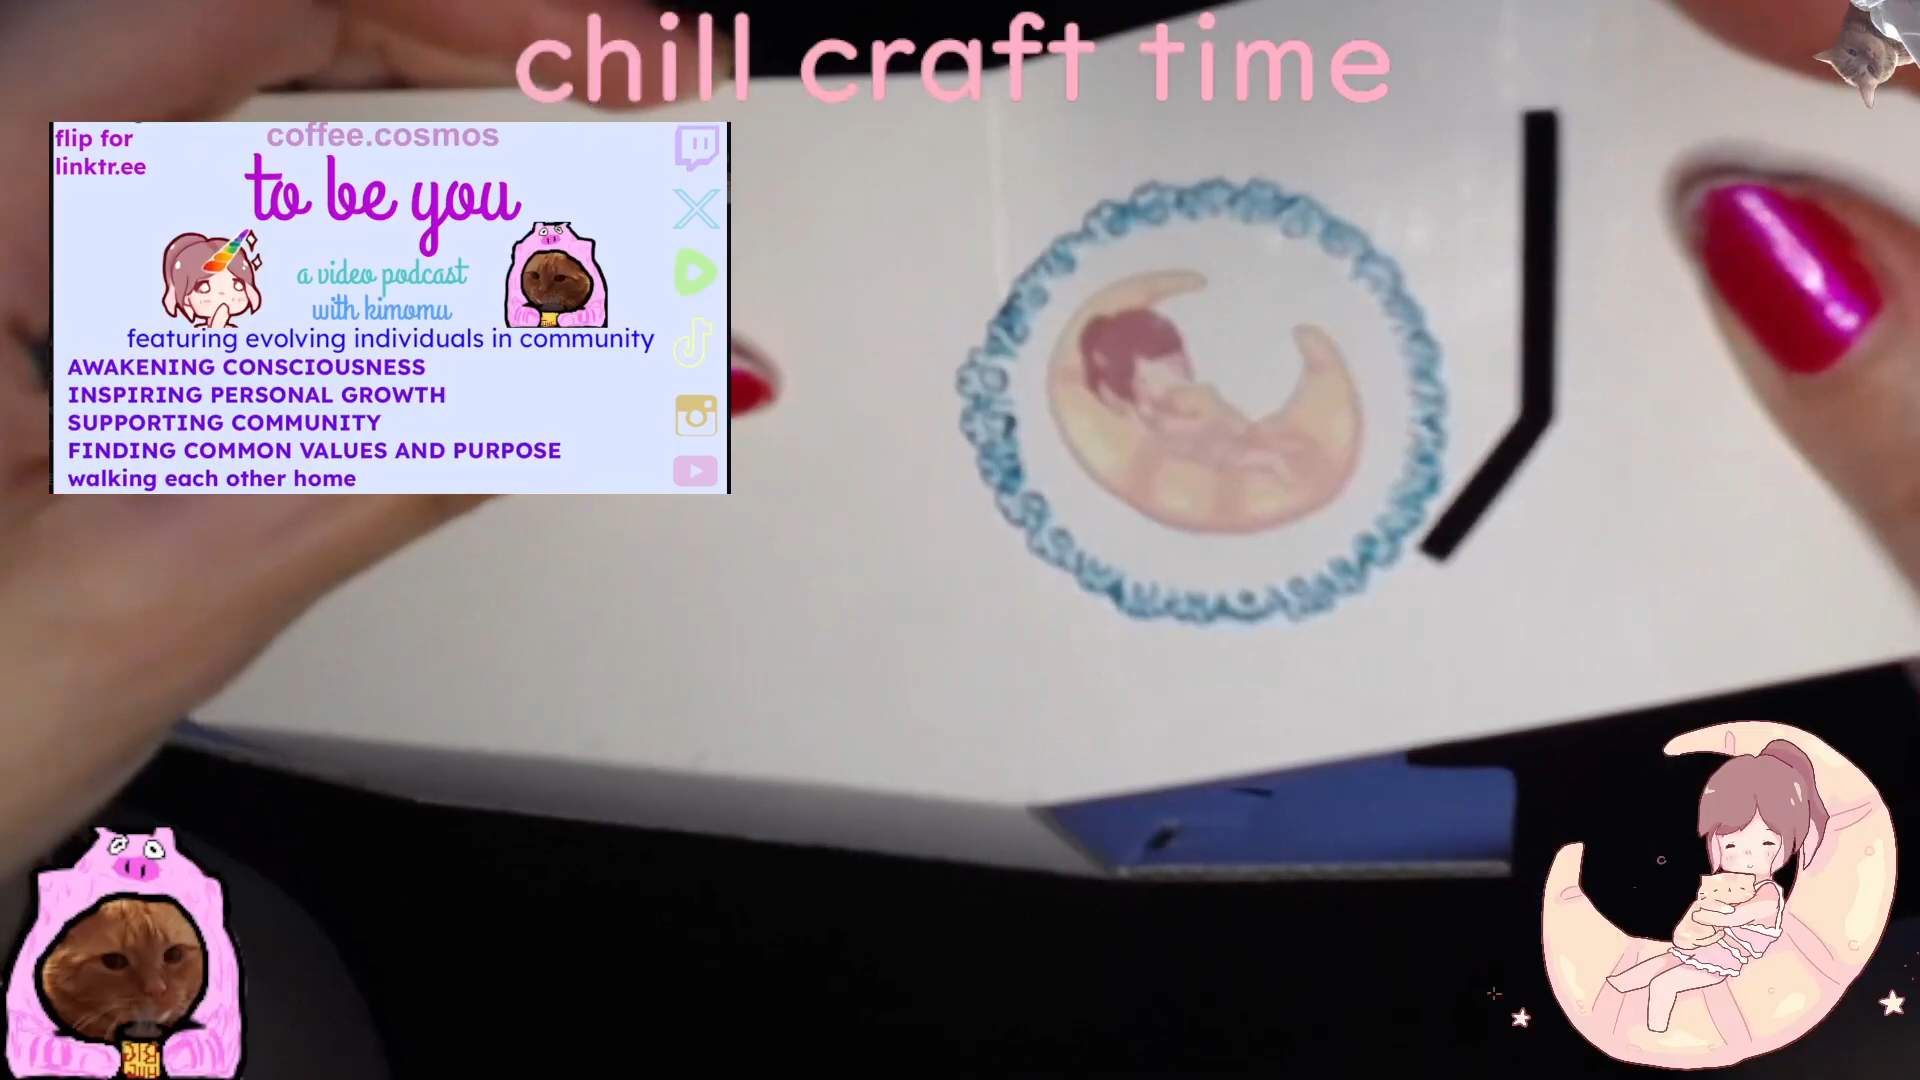 chill craft time
flip for
linktr.ee
coffee.cosmos
to be you
a video podcast
with kimomu
featuring evolving individuals in community
AWAKENING CONSCIOUSNESS
INSPIRING PERSONAL GROWTH
SUPPORTING COMMUNITY
FINDING COMMON VALUES AND PURPOSE
walking each other home